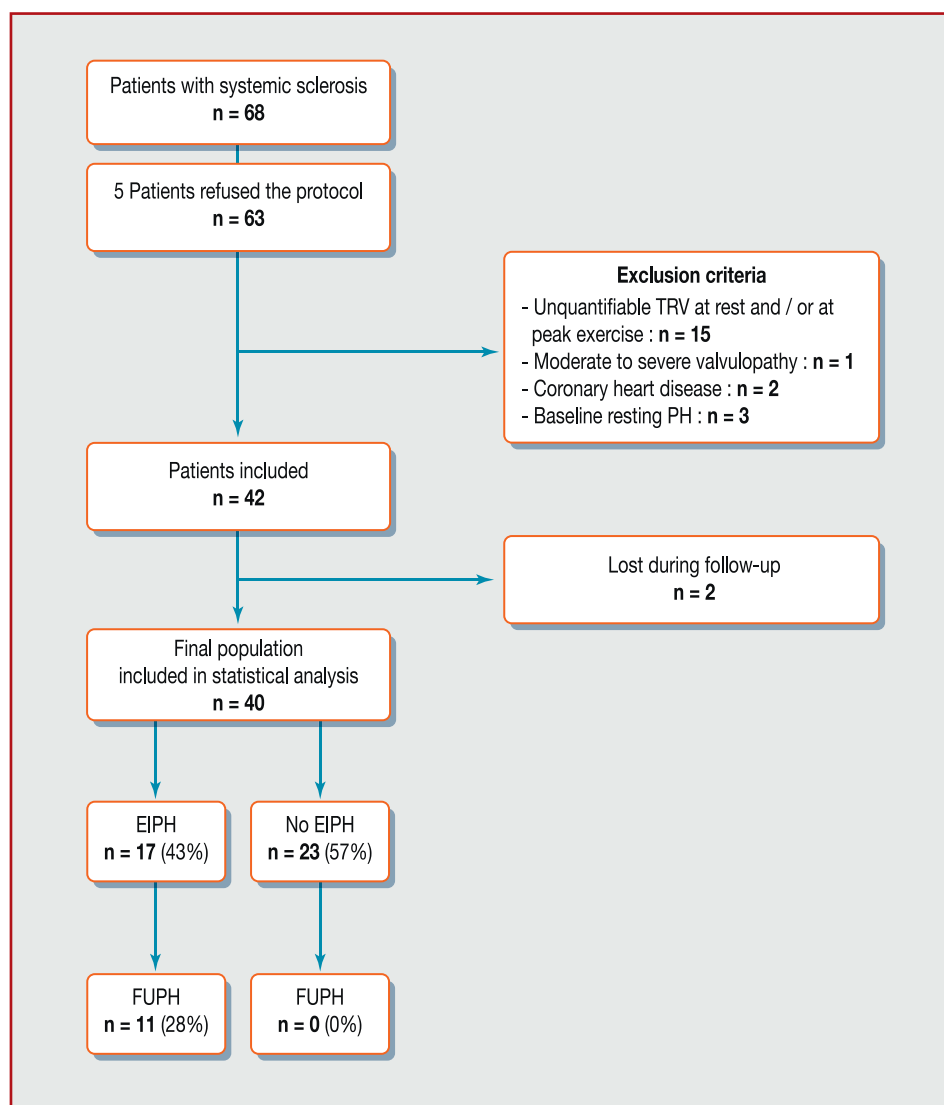 Patients with systemic sclerosis
n = 68
5 Patients refused the protocol
n = 63
Exclusion criteria
- Unquantifiable TRV at rest and / or at
peak exercise : n = 15
- Moderate to severe valvulopathy : n = 1
- Coronary heart disease : n = 2
- Baseline resting PH : n = 3
Patients included
n = 42
Lost during follow-up
n = 2
Final population
included in statistical analysis
n = 40
EIPH
n = 17 (43%)
No EIPH
n = 23 (57%)
FUPH
n = 11 (28%)
FUPH
n = 0 (0%)